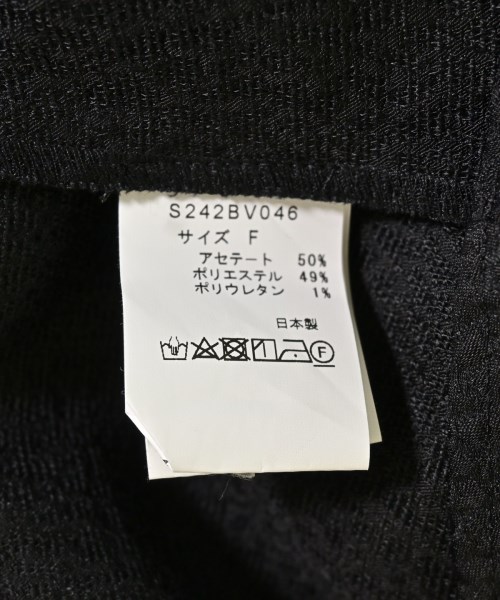 S242BV046
サイズ F
アセテート 50%
ポリエステル 49%
ポリウレタン 1%
日本製
F